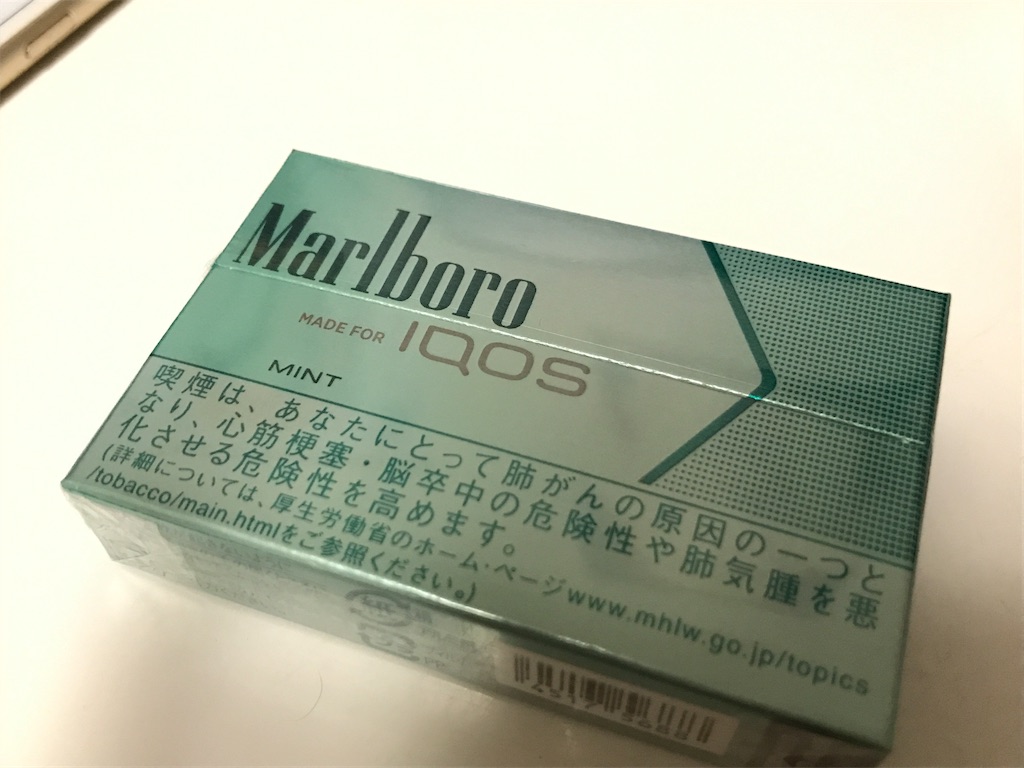 Marlboro
MADE FOR IQOS
MINT
喫煙は、あなたにとって肺がんの原因の一つと
なり、心筋梗塞・脳卒中の危険性や肺気腫を悪
化させる危険性を高めます。
(詳細については、厚生労働省のホーム・ページwww.mhlw.go.jp/topics
/tobacco/main.htmlをご参照ください。)